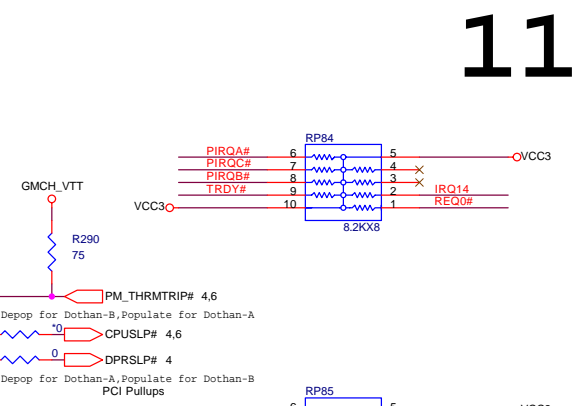 11
RP84
PIRQA# 6 5 VCC3
PIRQC# 7 4
PIRQB# 8 3
TRDY# 9 2 IRQ14
VCC3 10 1 REQ0#
8.2KX8
GMCH_VTT
R290
75
PM_THRMTRIP# 4,6
Depop for Dothan-B,Populate for Dothan-A
*0 CPUSLP# 4,6
0 DPRSLP# 4
Depop for Dothan-A,Populate for Dothan-B
PCI Pullups
RP85